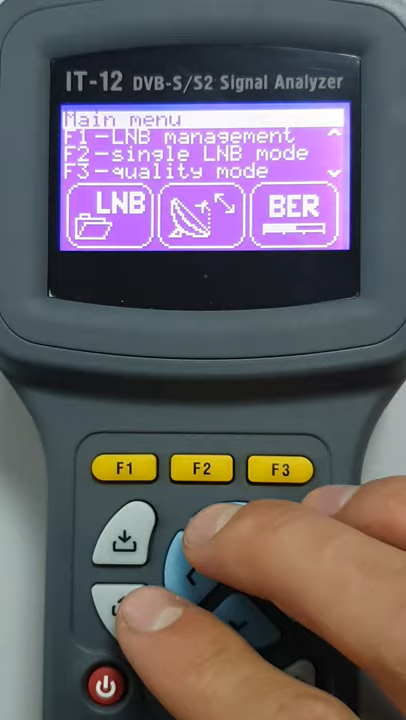 IT-12 DVB-S/S2 Signal Analyzer
Main menu
F1-LNB management
F2-single LNB mode
F3-quality mode
LNB
BER
F1 F2 F3